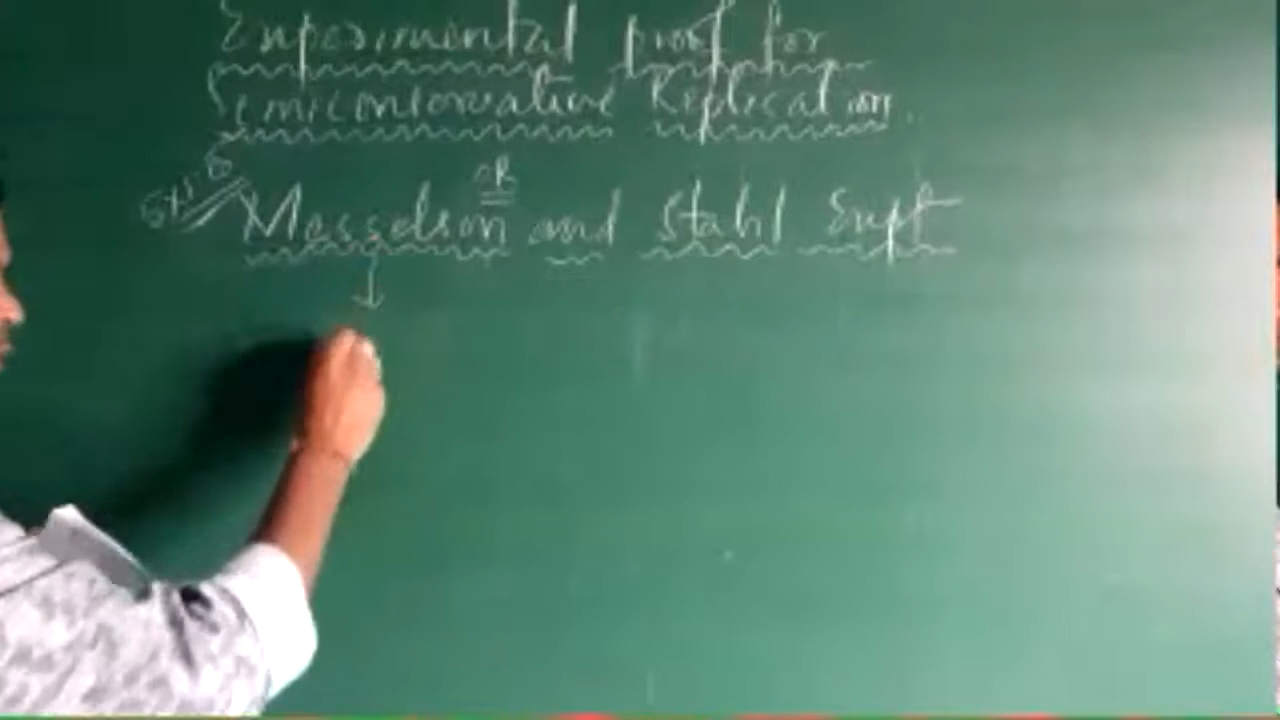 Experimental proof for
Semiconservative Replication.
OR
Messelson and Stahl Expt